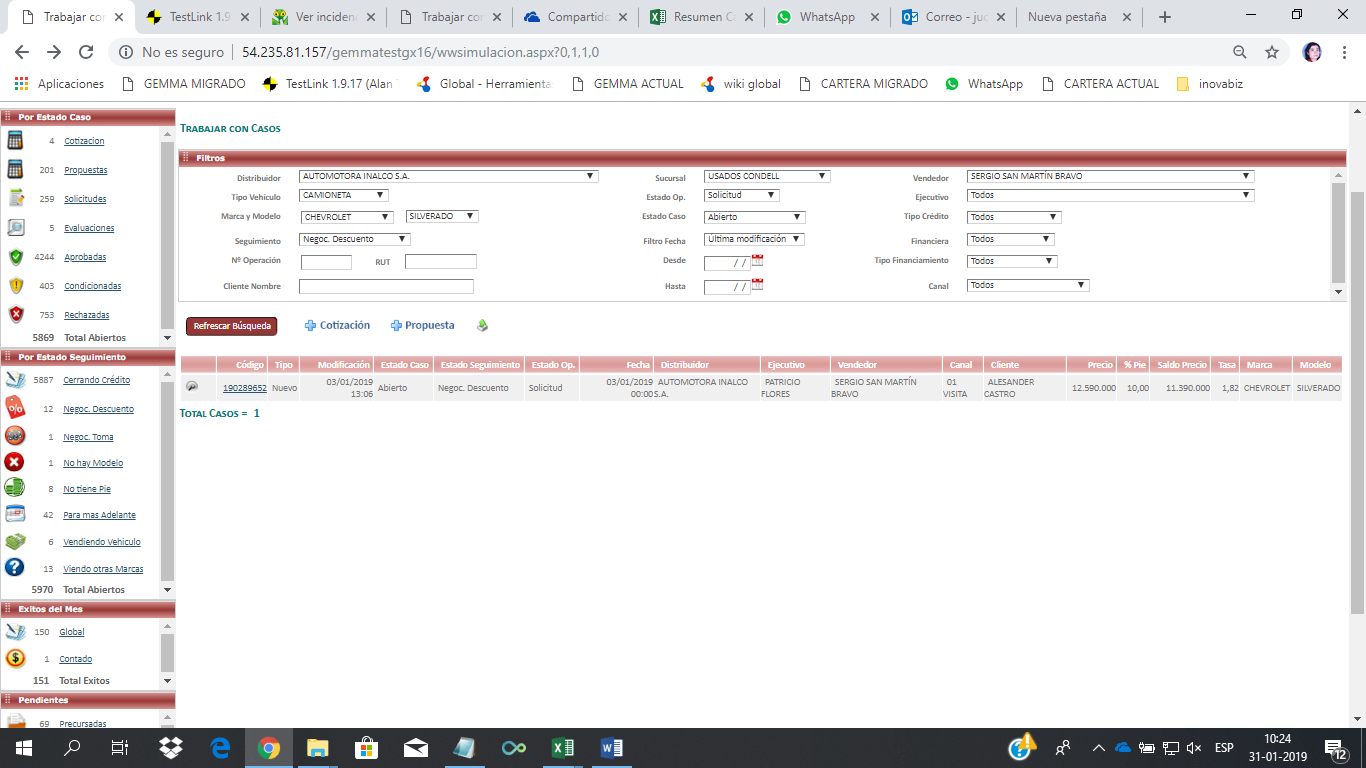 Trabajar con
TestLink 1.9
Ver inciden
Trabajar con
Compartido
Resumen C
WhatsApp
Correo - juc
Nueva pestaña
No es seguro | 54.235.81.157/gemmatestgx16/wwsimulacion.aspx?0,1,1,0
Aplicaciones
GEMMA MIGRADO
TestLink 1.9.17 (Alan
Global - Herramienta
GEMMA ACTUAL
wiki global
CARTERA MIGRADO
WhatsApp
CARTERA ACTUAL
inovabiz
Por Estado Caso
4 Cotizacion
201 Propuestas
259 Solicitudes
5 Evaluaciones
4244 Aprobadas
403 Condicionadas
753 Rechazadas
5869 Total Abiertos
Por Estado Seguimiento
5887 Cerrando Crédito
12 Negoc. Descuento
1 Negoc. Toma
1 No hay Modelo
8 No tiene Pie
42 Para mas Adelante
6 Vendiendo Vehiculo
13 Viendo otras Marcas
5970 Total Abiertos
Exitos del Mes
150 Global
1 Contado
151 Total Exitos
Pendientes
69 Precursadas
Trabajar con Casos
Filtros
Distribuidor AUTOMOTORA INALCO S.A. Sucursal USADOS CONDELL Vendedor SERGIO SAN MARTÍN BRAVO
Tipo Vehículo CAMIONETA Estado Op. Solicitud Ejecutivo Todos
Marca y Modelo CHEVROLET SILVERADO Estado Caso Abierto Tipo Crédito Todos
Seguimiento Negoc. Descuento Filtro Fecha Última modificación Financiera Todos
Nº Operación RUT Desde / / Tipo Financiamiento Todos
Cliente Nombre Hasta / / Canal Todos
Refrescar Búsqueda Cotización Propuesta
Código Tipo Modificación Estado Caso Estado Seguimiento Estado Op. Fecha Distribuidor Ejecutivo Vendedor Canal Cliente Precio % Pie Saldo Precio Tasa Marca Modelo
190289652 Nuevo 03/01/2019 13:06 Abierto Negoc. Descuento Solicitud 03/01/2019 00:00 AUTOMOTORA INALCO S.A. PATRICIO FLORES SERGIO SAN MARTÍN BRAVO 01 VISITA ALESANDER CASTRO 12.590.000 10,00 11.390.000 1,82 CHEVROLET SILVERADO
Total Casos = 1
ESP
10:24
31-01-2019
12